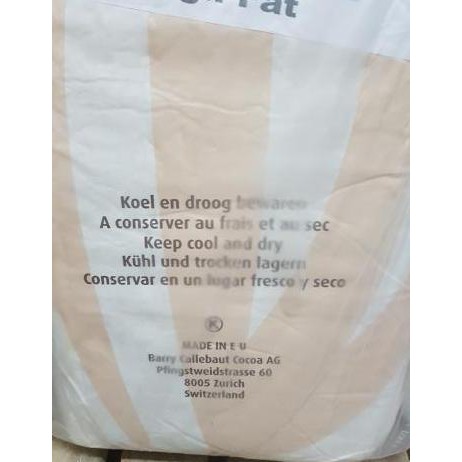 Fat
Koel en droog bewaren
A conserver au frais et au sec
Keep cool and dry
Kühl und trocken lagern
Conservar en un lugar fresco y seco
K
MADE IN E U
Barry Callebaut Cocoa AG
Pfingstweidstrasse 60
8005 Zurich
Switzerland